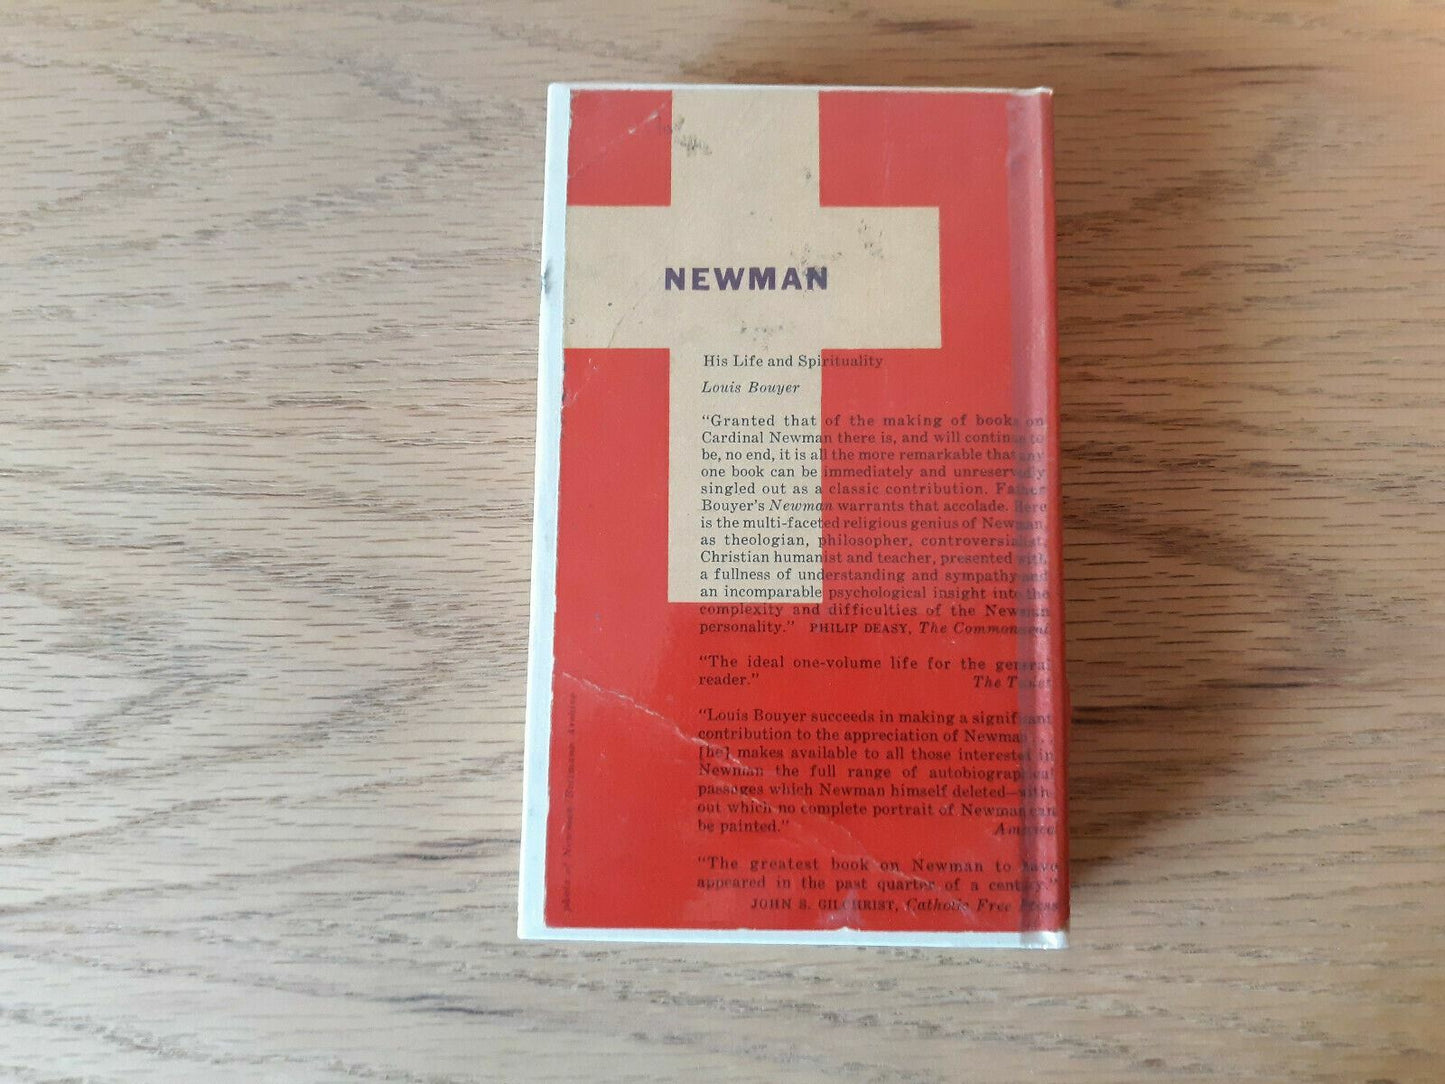 NEWMAN
His Life and Spirituality
Louis Bouyer
“Granted that of the making of books on
Cardinal Newman there is, and will continue to
be, no end, it is all the more remarkable that any
one book can be immediately and unreservedly
singled out as a classic contribution. Father
Bouyer's Newman warrants that accolade. Here
is the multi-faceted religious genius of Newman,
as theologian, philosopher, controversialist,
Christian humanist and teacher, presented with
a fullness of understanding and sympathy and
an incomparable psychological insight into the
complexity and difficulties of the Newman
personality.” PHILIP DEASY, The Commonweal
“The ideal one-volume life for the general
reader.” The Tablet
“Louis Bouyer succeeds in making a significant
contribution to the appreciation of Newman . . .
[he] makes available to all those interested in
Newman the full range of autobiographical
passages which Newman himself deleted—with-
out which no complete portrait of Newman can
be painted.” America
“The greatest book on Newman to have
appeared in the past quarter of a century.”
JOHN S. GILCHRIST, Catholic Free Press
photo of Newman